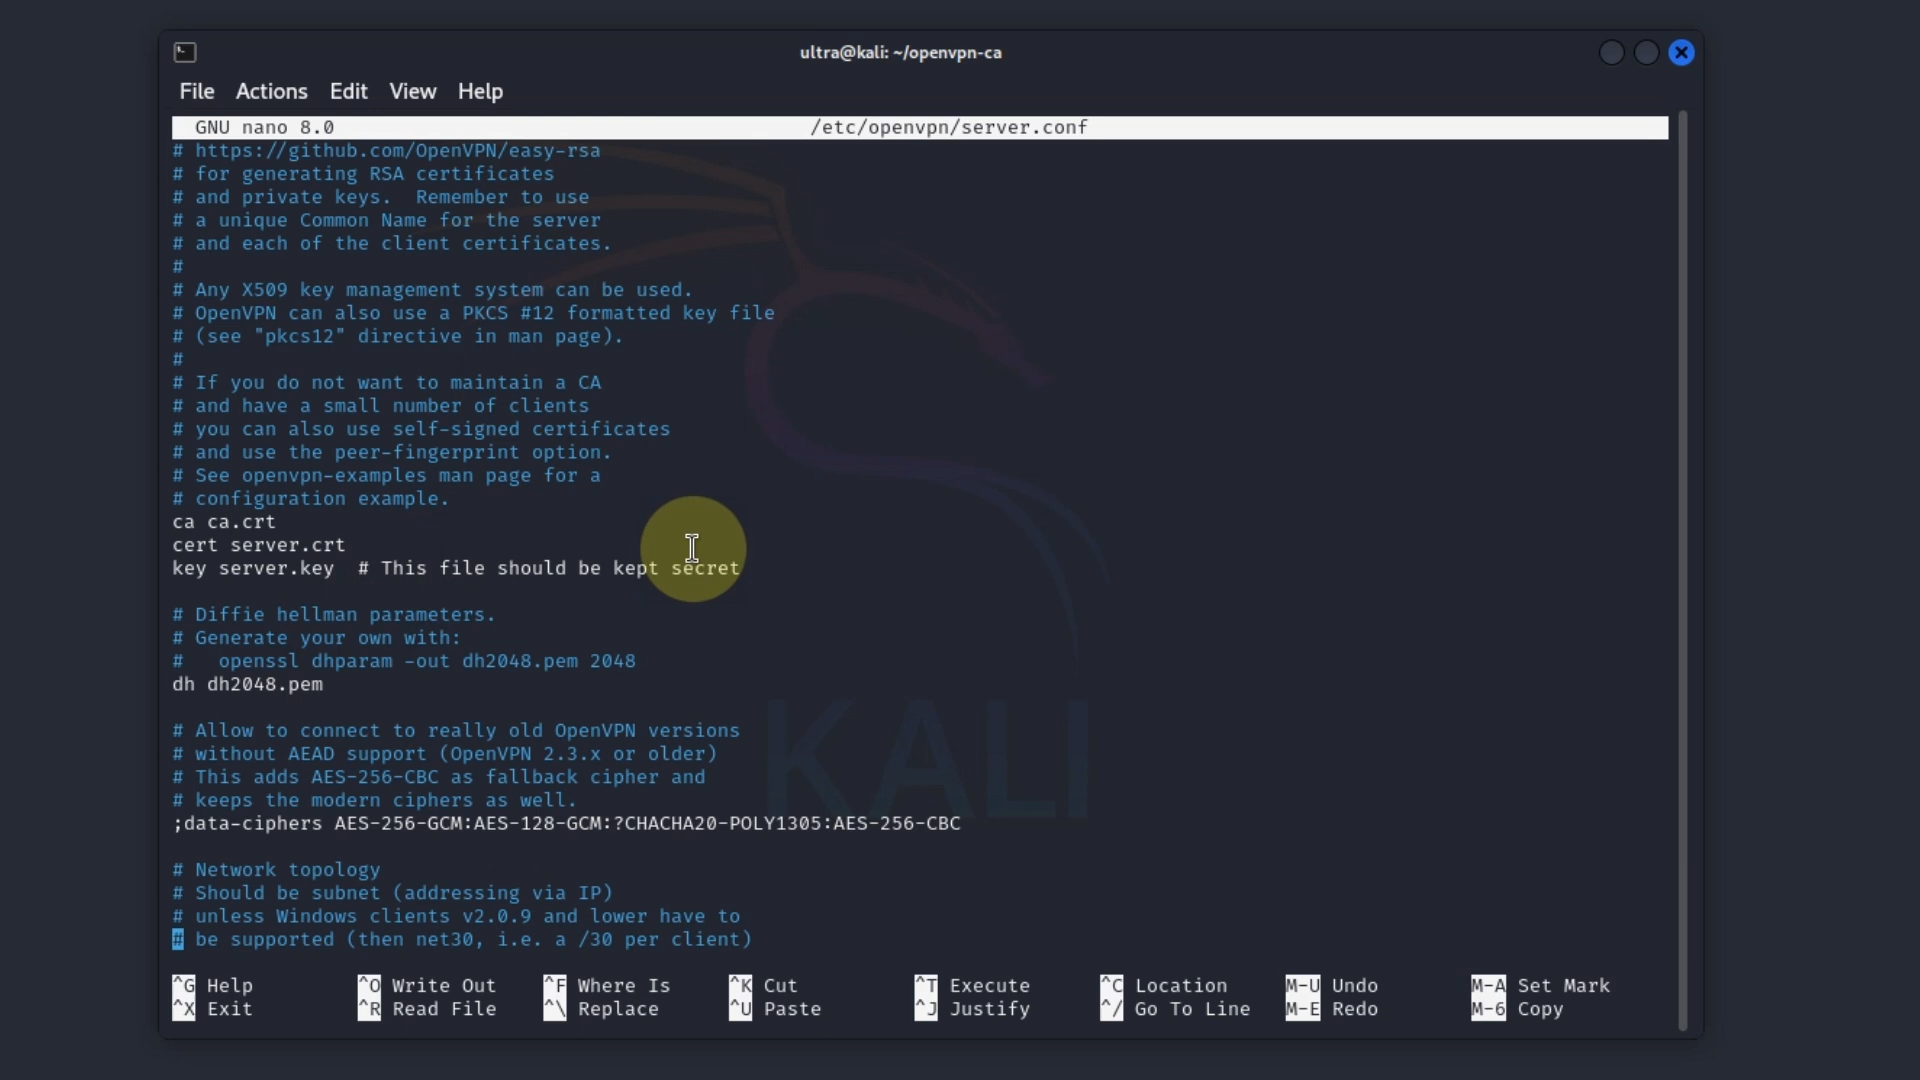 ultra@kali: ~/openvpn-ca
File Actions Edit View Help
GNU nano 8.0 /etc/openvpn/server.conf
# https://github.com/OpenVPN/easy-rsa
# for generating RSA certificates
# and private keys.  Remember to use
# a unique Common Name for the server
# and each of the client certificates.
#
# Any X509 key management system can be used.
# OpenVPN can also use a PKCS #12 formatted key file
# (see "pkcs12" directive in man page).
#
# If you do not want to maintain a CA
# and have a small number of clients
# you can also use self-signed certificates
# and use the peer-fingerprint option.
# See openvpn-examples man page for a
# configuration example.
ca ca.crt
cert server.crt
key server.key  # This file should be kept secret
# Diffie hellman parameters.
# Generate your own with:
#   openssl dhparam -out dh2048.pem 2048
dh dh2048.pem
# Allow to connect to really old OpenVPN versions
# without AEAD support (OpenVPN 2.3.x or older)
# This adds AES-256-CBC as fallback cipher and
# keeps the modern ciphers as well.
;data-ciphers AES-256-GCM:AES-128-GCM:?CHACHA20-POLY1305:AES-256-CBC
KALI
# Network topology
# Should be subnet (addressing via IP)
# unless Windows clients v2.0.9 and lower have to
# be supported (then net30, i.e. a /30 per client)
^G Help ^O Write Out ^F Where Is ^K Cut ^T Execute ^C Location M-U Undo M-A Set Mark
^X Exit ^R Read File ^\ Replace ^U Paste ^J Justify ^/ Go To Line M-E Redo M-6 Copy